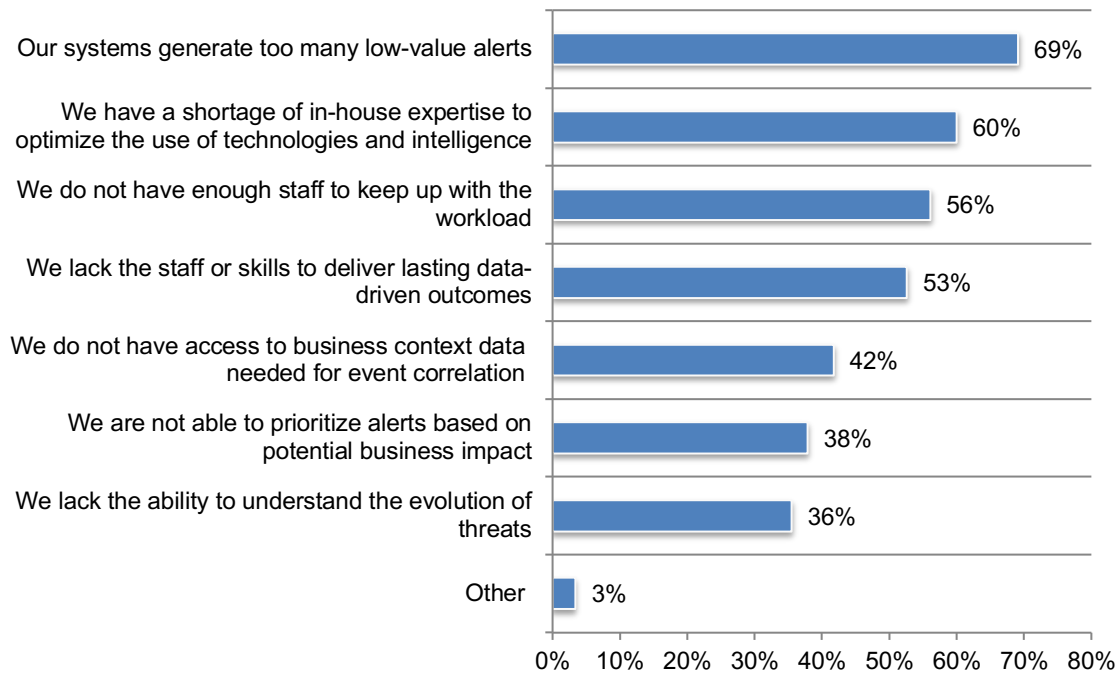 Our systems generate too many low-value alerts
69%
We have a shortage of in-house expertise to
optimize the use of technologies and intelligence
60%
We do not have enough staff to keep up with the
workload
56%
We lack the staff or skills to deliver lasting data-
driven outcomes
53%
We do not have access to business context data
needed for event correlation
42%
We are not able to prioritize alerts based on
potential business impact
38%
We lack the ability to understand the evolution of
threats
36%
Other
3%
0% 10% 20% 30% 40% 50% 60% 70% 80%